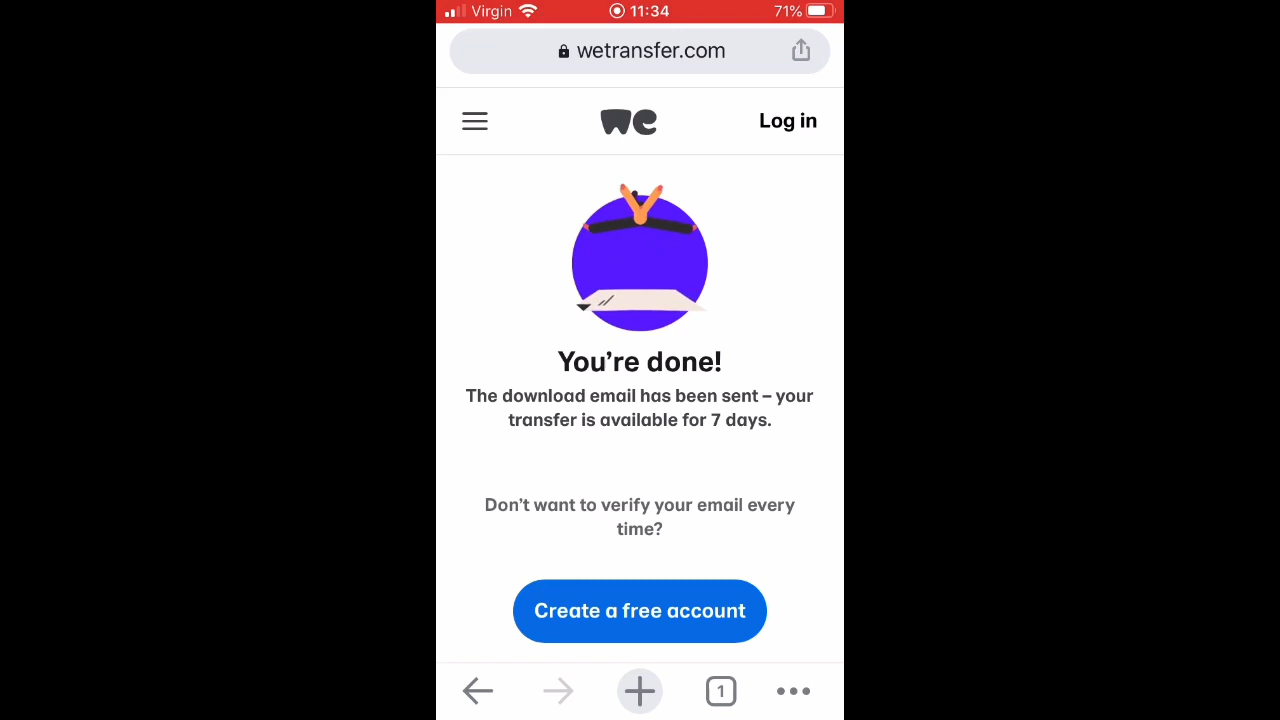 Virgin 11:34 71%
wetransfer.com
we Log in
You're done!
The download email has been sent – your
transfer is available for 7 days.
Don't want to verify your email every
time?
Create a free account
1